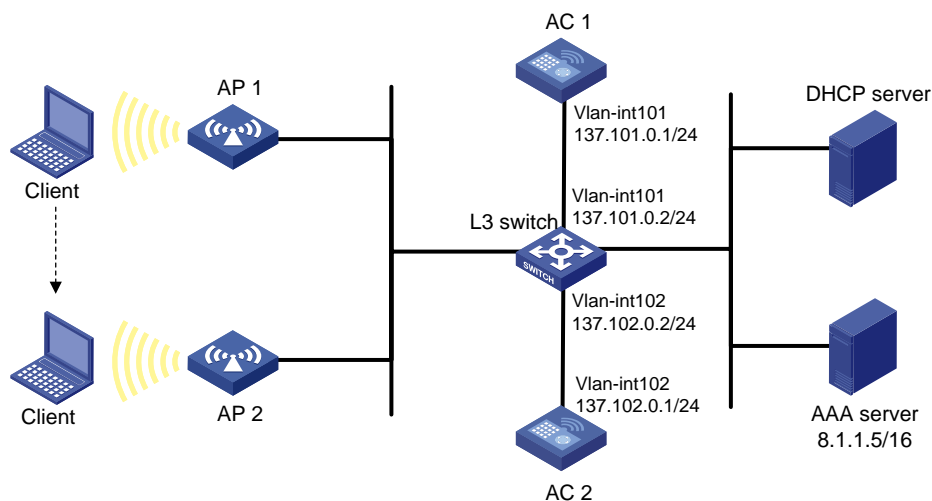 AC 1
AP 1
DHCP server
Vlan-int101
137.101.0.1/24
Client
Vlan-int101
137.101.0.2/24
L3 switch
SWITCH
Vlan-int102
137.102.0.2/24
Vlan-int102
137.102.0.1/24
Client
AP 2
AAA server
8.1.1.5/16
AC 2